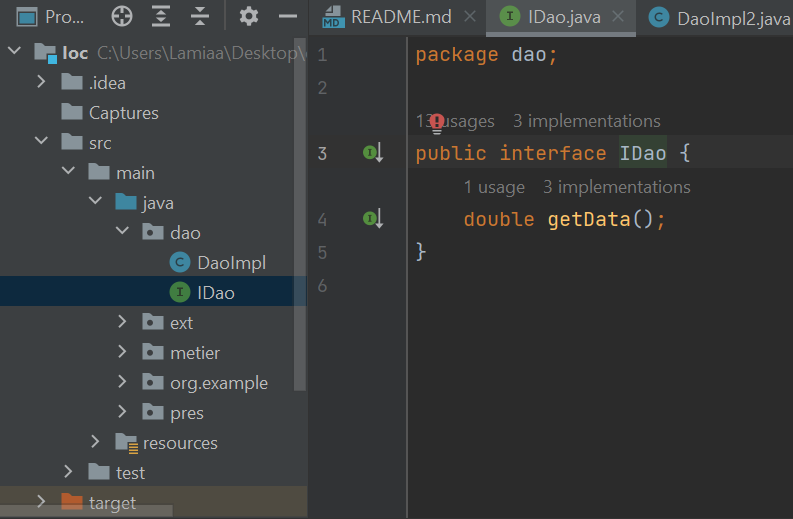 Pro...
README.md
IDao.java
DaoImpl2.java
loc C:\Users\Lamiaa\Desktop\
.idea
Captures
src
main
java
dao
DaoImpl
IDao
ext
metier
org.example
pres
resources
test
target
1 package dao;
2
usages 3 implementations
3 public interface IDao {
1 usage 3 implementations
4 double getData();
5 }
6